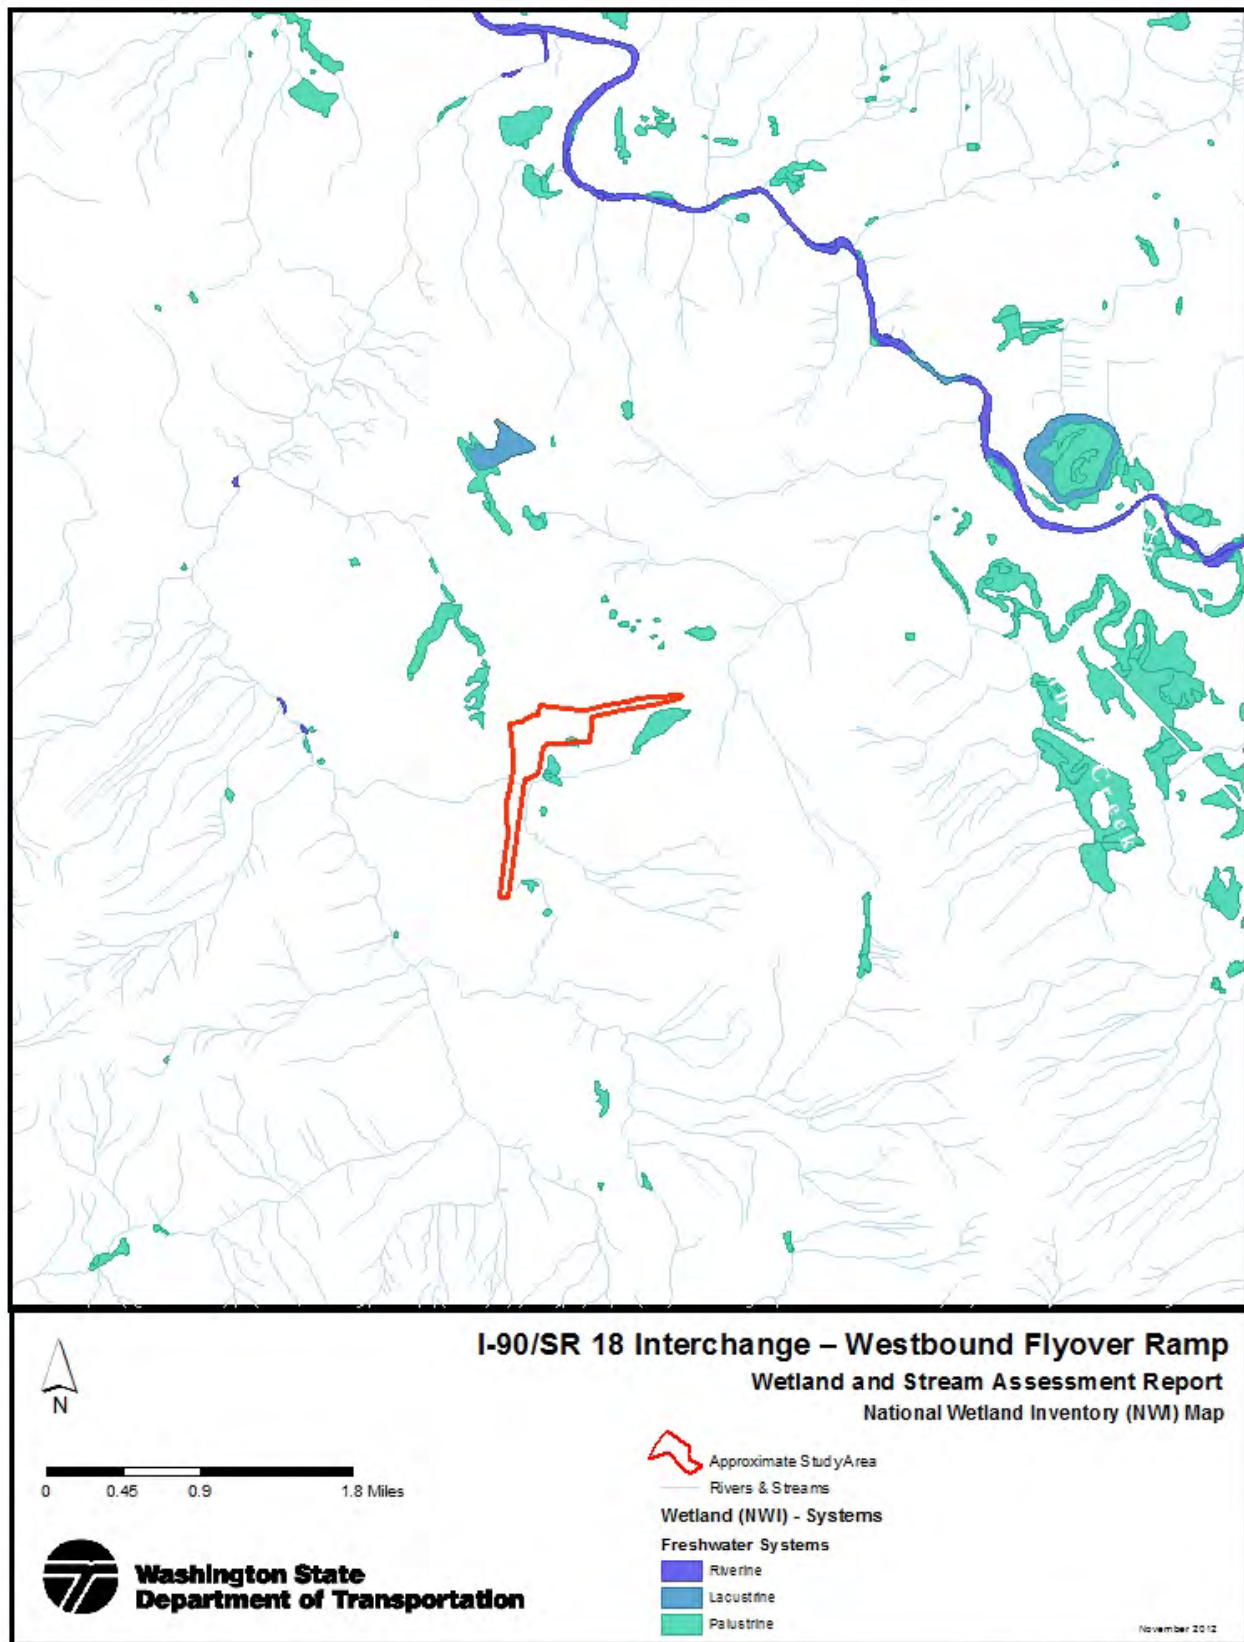 Creek
I-90/SR 18 Interchange – Westbound Flyover Ramp
Wetland and Stream Assessment Report
National Wetland Inventory (NWI) Map
N
0 0.45 0.9 1.8 Miles
Approximate Study Area
Rivers & Streams
Wetland (NWI) - Systems
Freshwater Systems
Riverine
Lacustrine
Palustrine
Washington State
Department of Transportation
November 2012